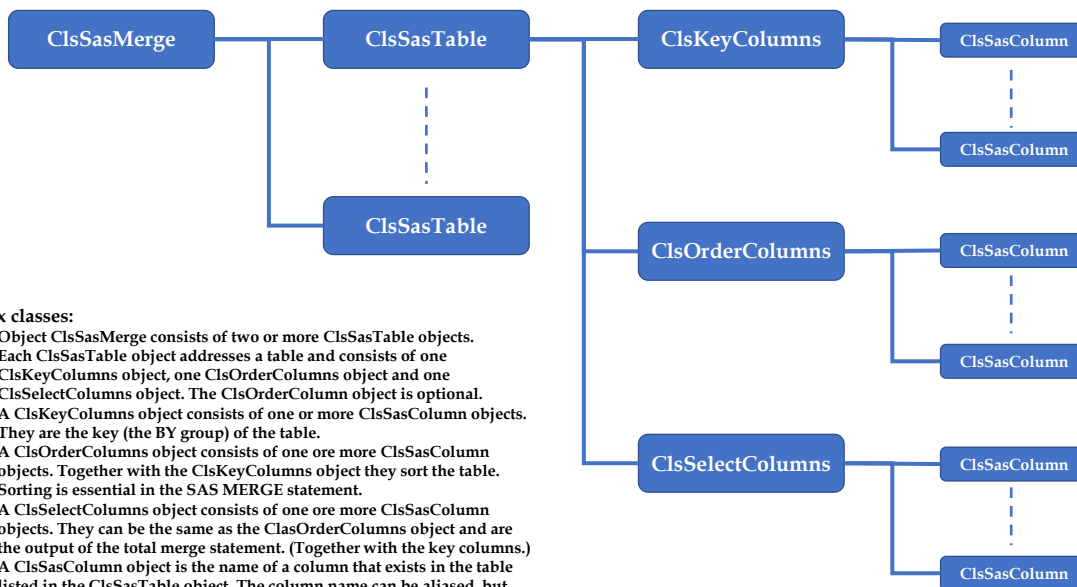 ClsSasMerge
ClsSasTable
ClsKeyColumns
ClsSasColumn
ClsSasColumn
ClsSasTable
ClsOrderColumns
ClsSasColumn
ClsSasColumn
ClsSelectColumns
ClsSasColumn
ClsSasColumn
x classes:
Object ClsSasMerge consists of two or more ClsSasTable objects.
Each ClsSasTable object addresses a table and consists of one
ClsKeyColumns object, one ClsOrderColumns object and one
ClsSelectColumns object. The ClsOrderColumn object is optional.
A ClsKeyColumns object consists of one or more ClsSasColumn objects.
They are the key (the BY group) of the table.
A ClsOrderColumns object consists of one ore more ClsSasColumn
objects. Together with the ClsKeyColumns object they sort the table.
Sorting is essential in the SAS MERGE statement.
A ClsSelectColumns object consists of one ore more ClsSasColumn
objects. They can be the same as the ClasOrderColumns object and are
the output of the total merge statement. (Together with the key columns.)
A ClsSasColumn object is the name of a column that exists in the table
listed in the ClsSasTable object. The column name can be aliased, but